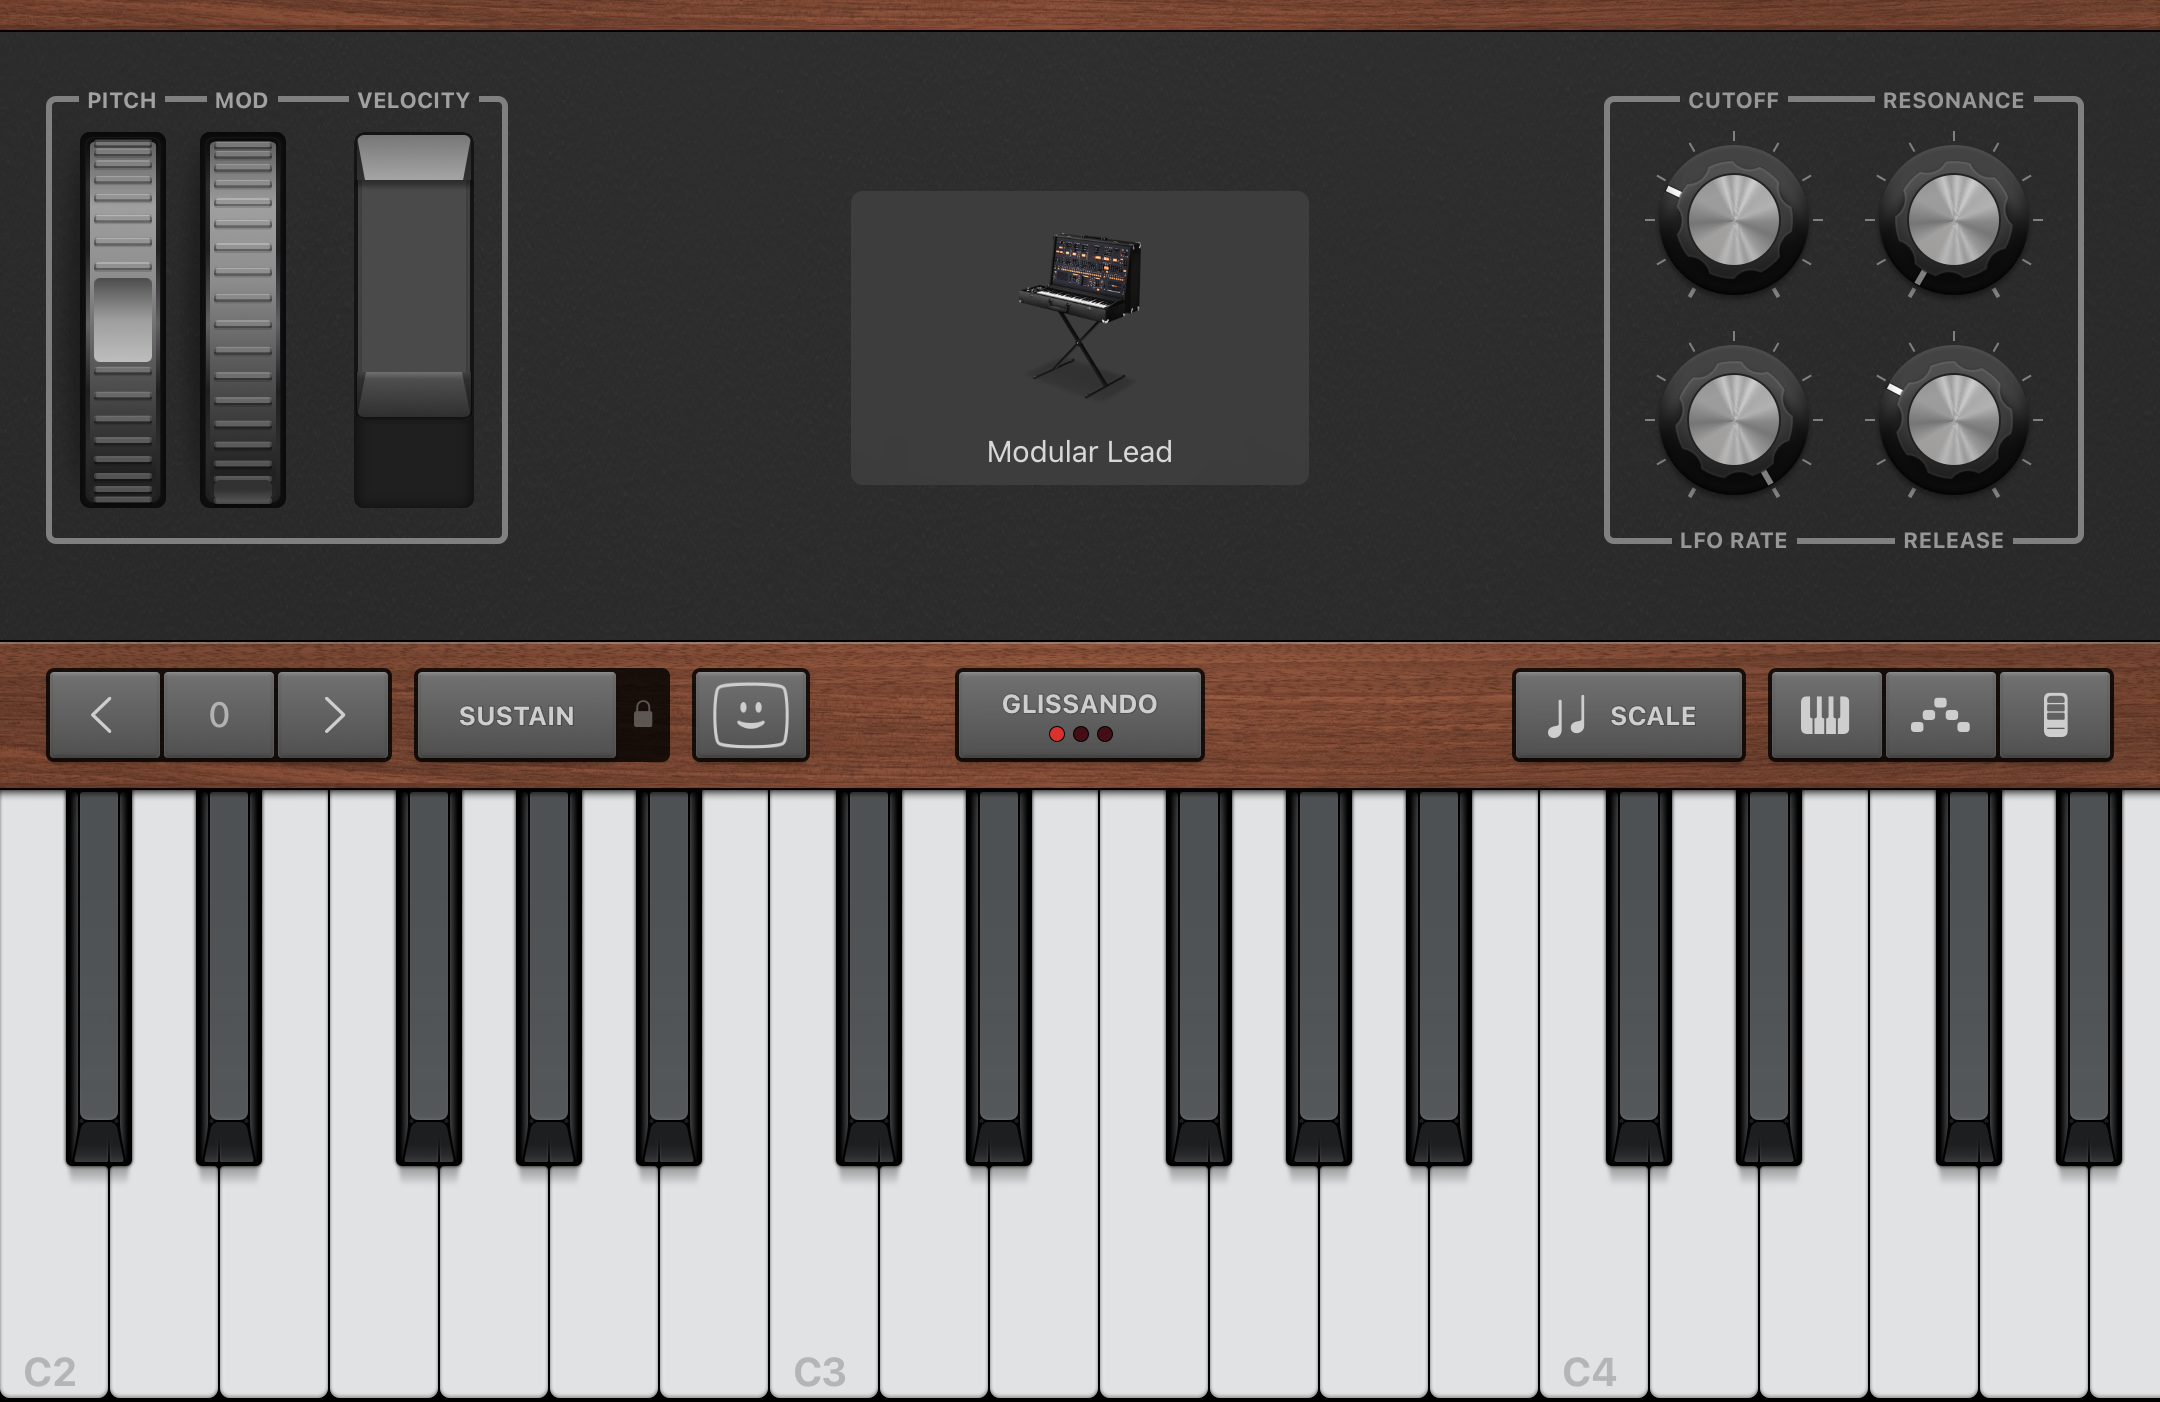 PITCH MOD VELOCITY
CUTOFF RESONANCE
Modular Lead
LFO RATE RELEASE
0
SUSTAIN
GLISSANDO
SCALE
C2 C3 C4